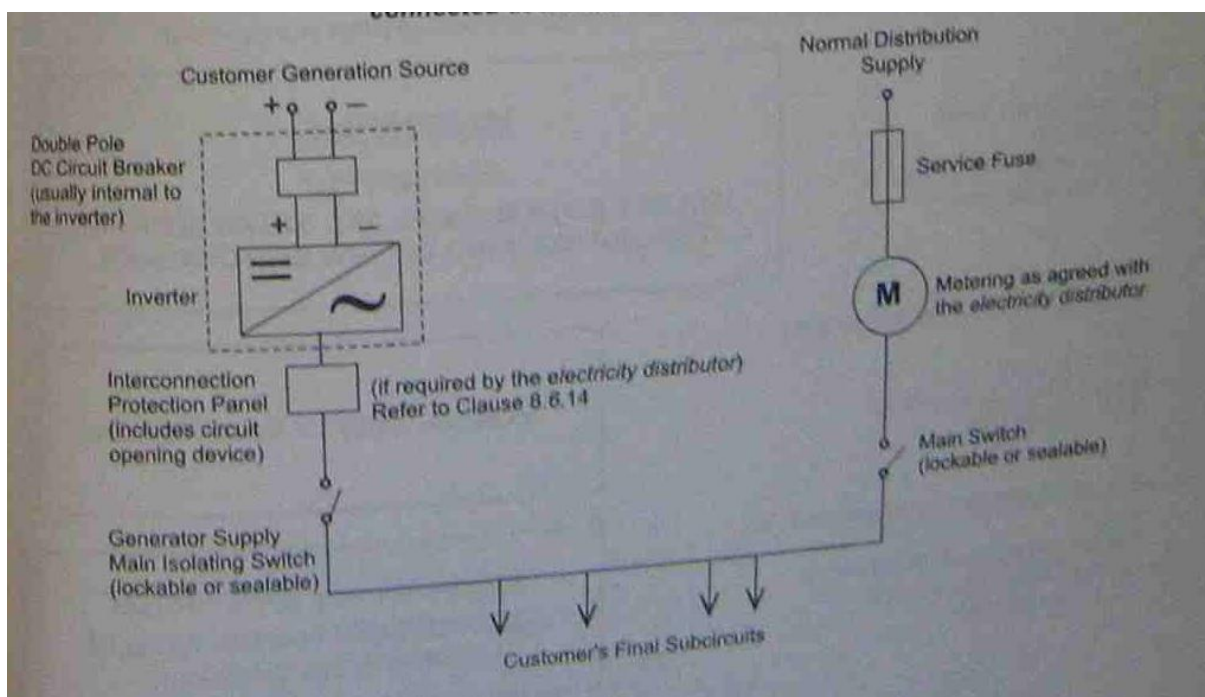 Customer Generation Source
+ –
Double Pole
DC Circuit Breaker
(usually internal to
the inverter)
+ –
Inverter
Interconnection
Protection Panel
(includes circuit
opening device)
(if required by the electricity distributor)
Refer to Clause 8.6.14
Generator Supply
Main Isolating Switch
(lockable or sealable)
Normal Distribution
Supply
Service Fuse
M
Metering as agreed with
the electricity distributor
Main Switch
(lockable or sealable)
Customer's Final Subcircuits